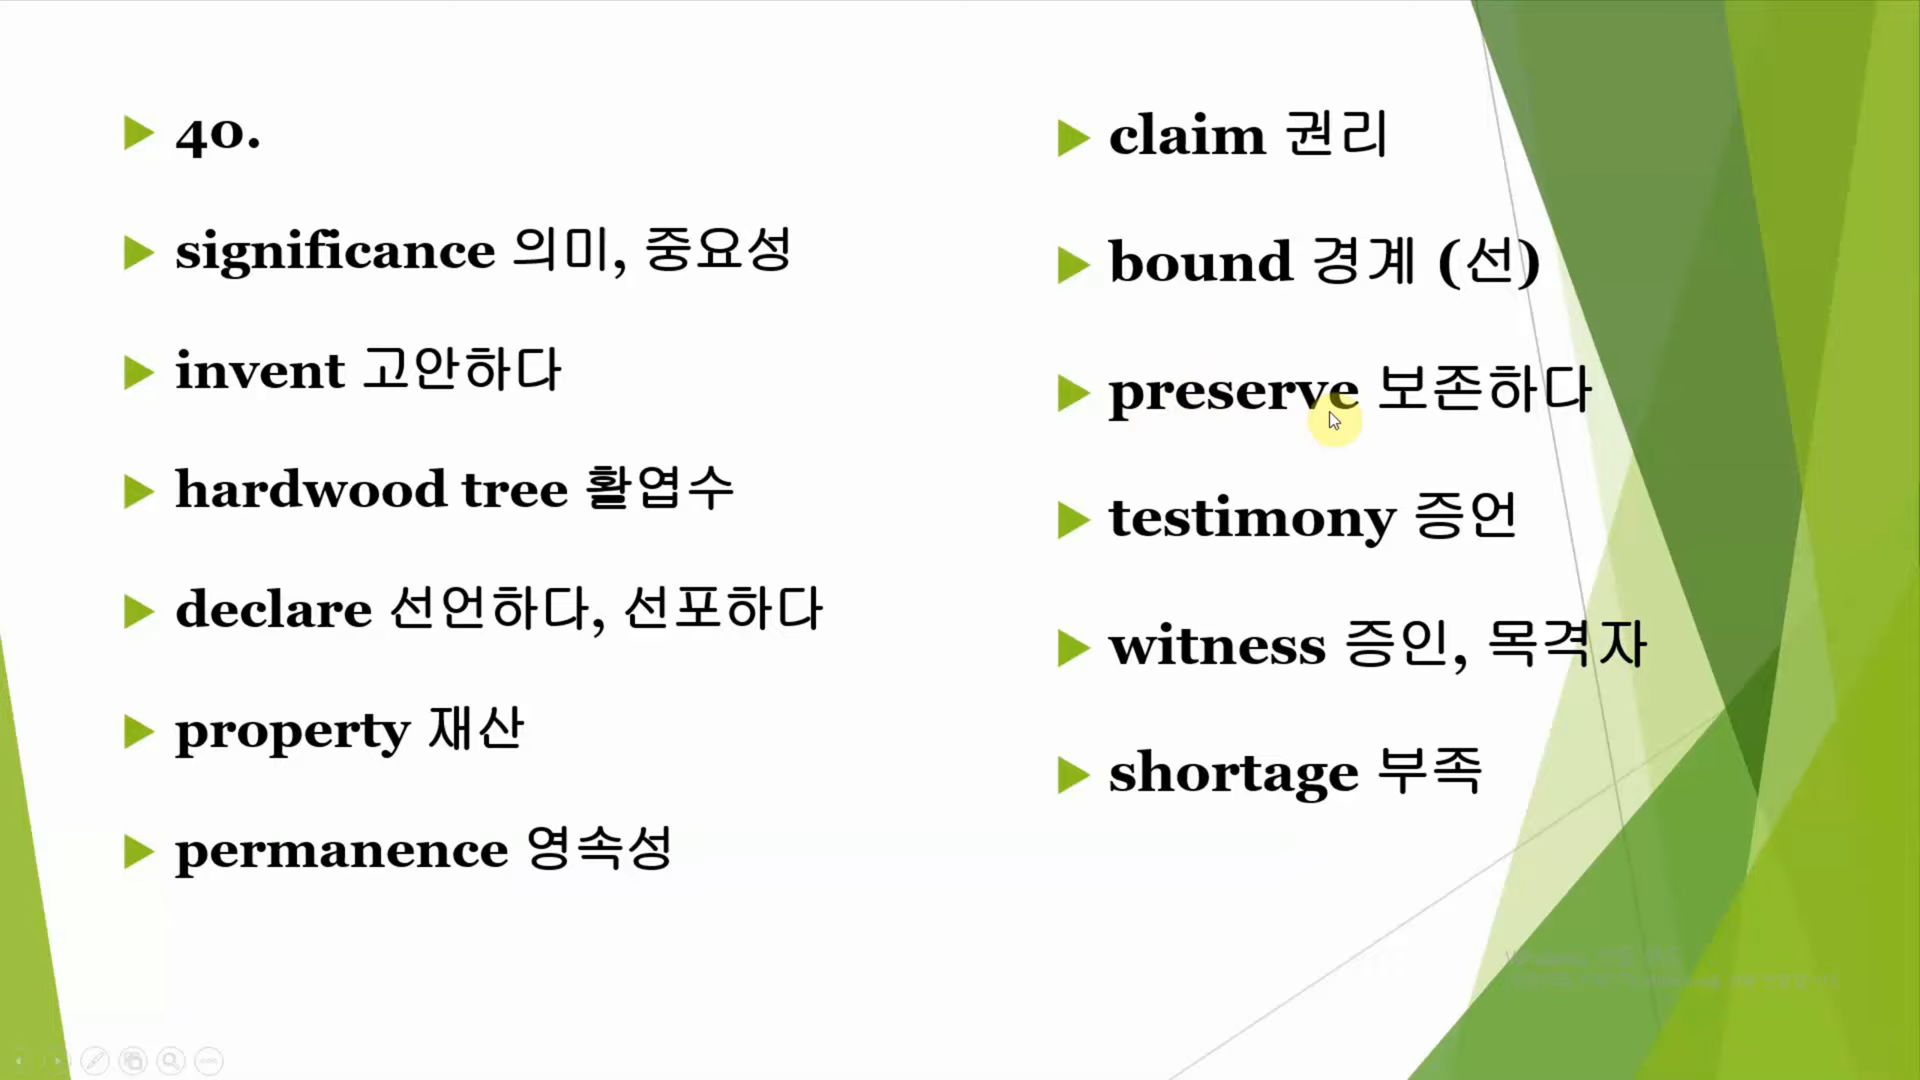 40.
significance 의미, 중요성
invent 고안하다
hardwood tree 활엽수
declare 선언하다, 선포하다
property 재산
permanence 영속성
claim 권리
bound 경계 (선)
preserve 보존하다
testimony 증언
witness 증인, 목격자
shortage 부족